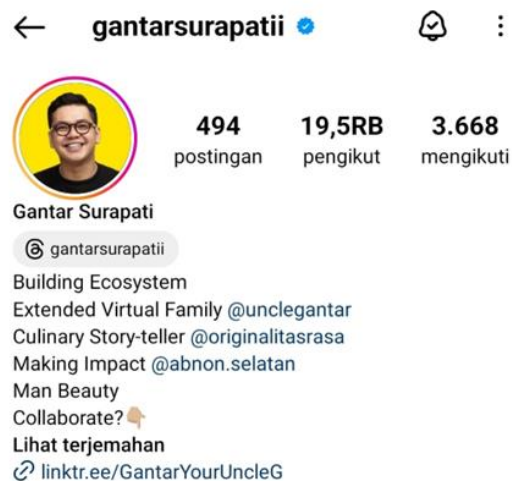 gantarsurapatii
494 19,5RB 3.668
postingan pengikut mengikuti
Gantar Surapati
gantarsurapatii
Building Ecosystem
Extended Virtual Family @unclegantar
Culinary Story-teller @originalitasrasa
Making Impact @abnon.selatan
Man Beauty
Collaborate?👇🏼
Lihat terjemahan
linktr.ee/GantarYourUncleG